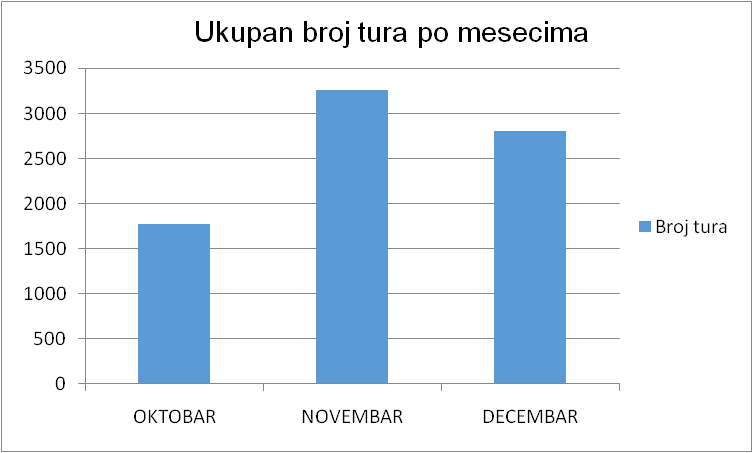 Ukupan broj tura po mesecima
3500
3000
2500
2000
1500
1000
500
0
OKTOBAR NOVEMBAR DECEMBAR
Broj tura